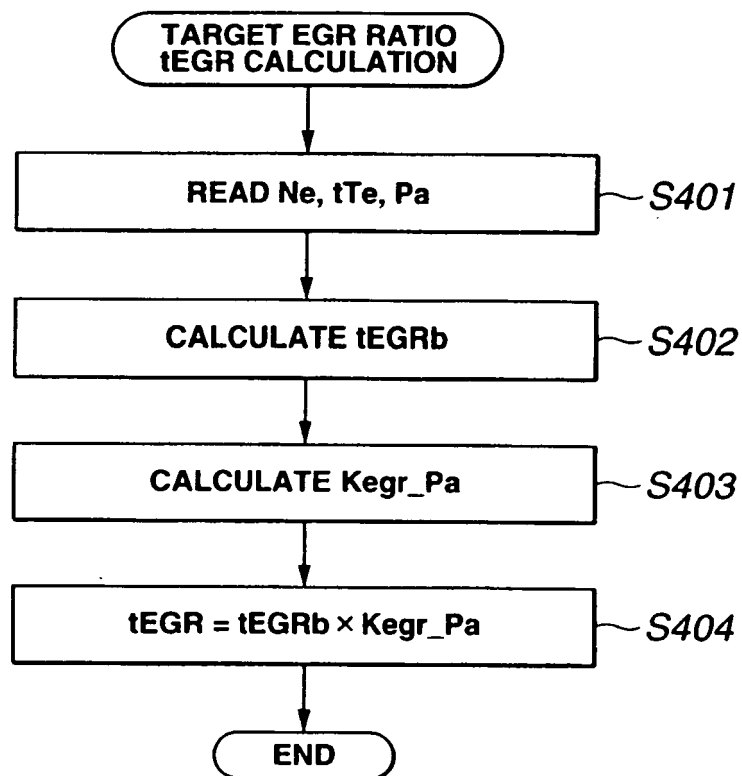 TARGET EGR RATIO
tEGR CALCULATION
READ Ne, tTe, Pa
S401
CALCULATE tEGRb
S402
CALCULATE Kegr_Pa
S403
tEGR = tEGRb × Kegr_Pa
S404
END